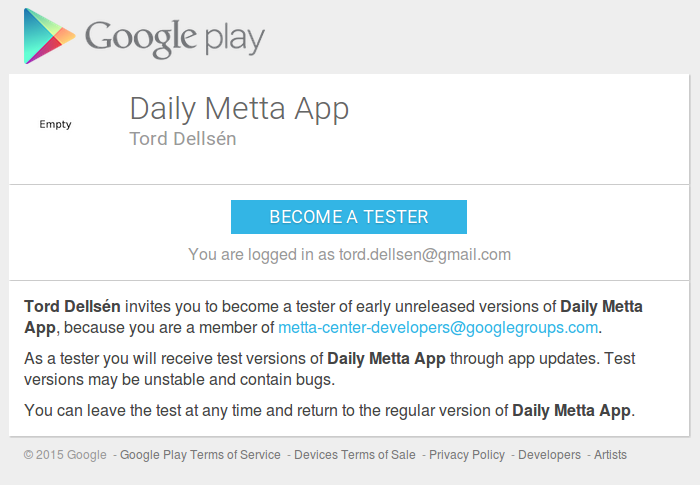 Google play
Daily Metta App
Empty
Tord Dellsén
BECOME A TESTER
You are logged in as tord.dellsen@gmail.com
Tord Dellsén invites you to become a tester of early unreleased versions of Daily Metta
App, because you are a member of metta-center-developers@googlegroups.com.
As a tester you will receive test versions of Daily Metta App through app updates. Test
versions may be unstable and contain bugs.
You can leave the test at any time and return to the regular version of Daily Metta App.
© 2015 Google - Google Play Terms of Service - Devices Terms of Sale - Privacy Policy - Developers - Artists